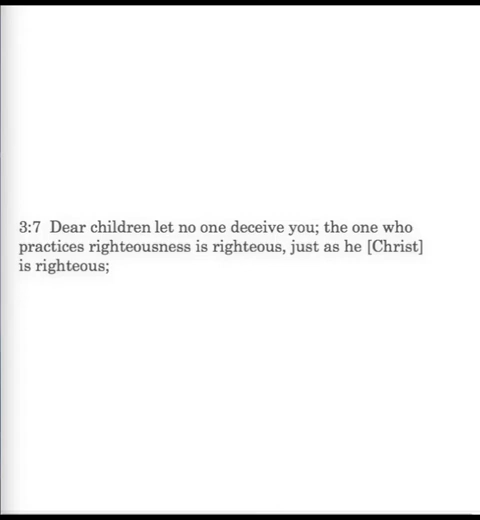 3:7 Dear children let no one deceive you; the one who
practices righteousness is righteous, just as he [Christ]
is righteous;